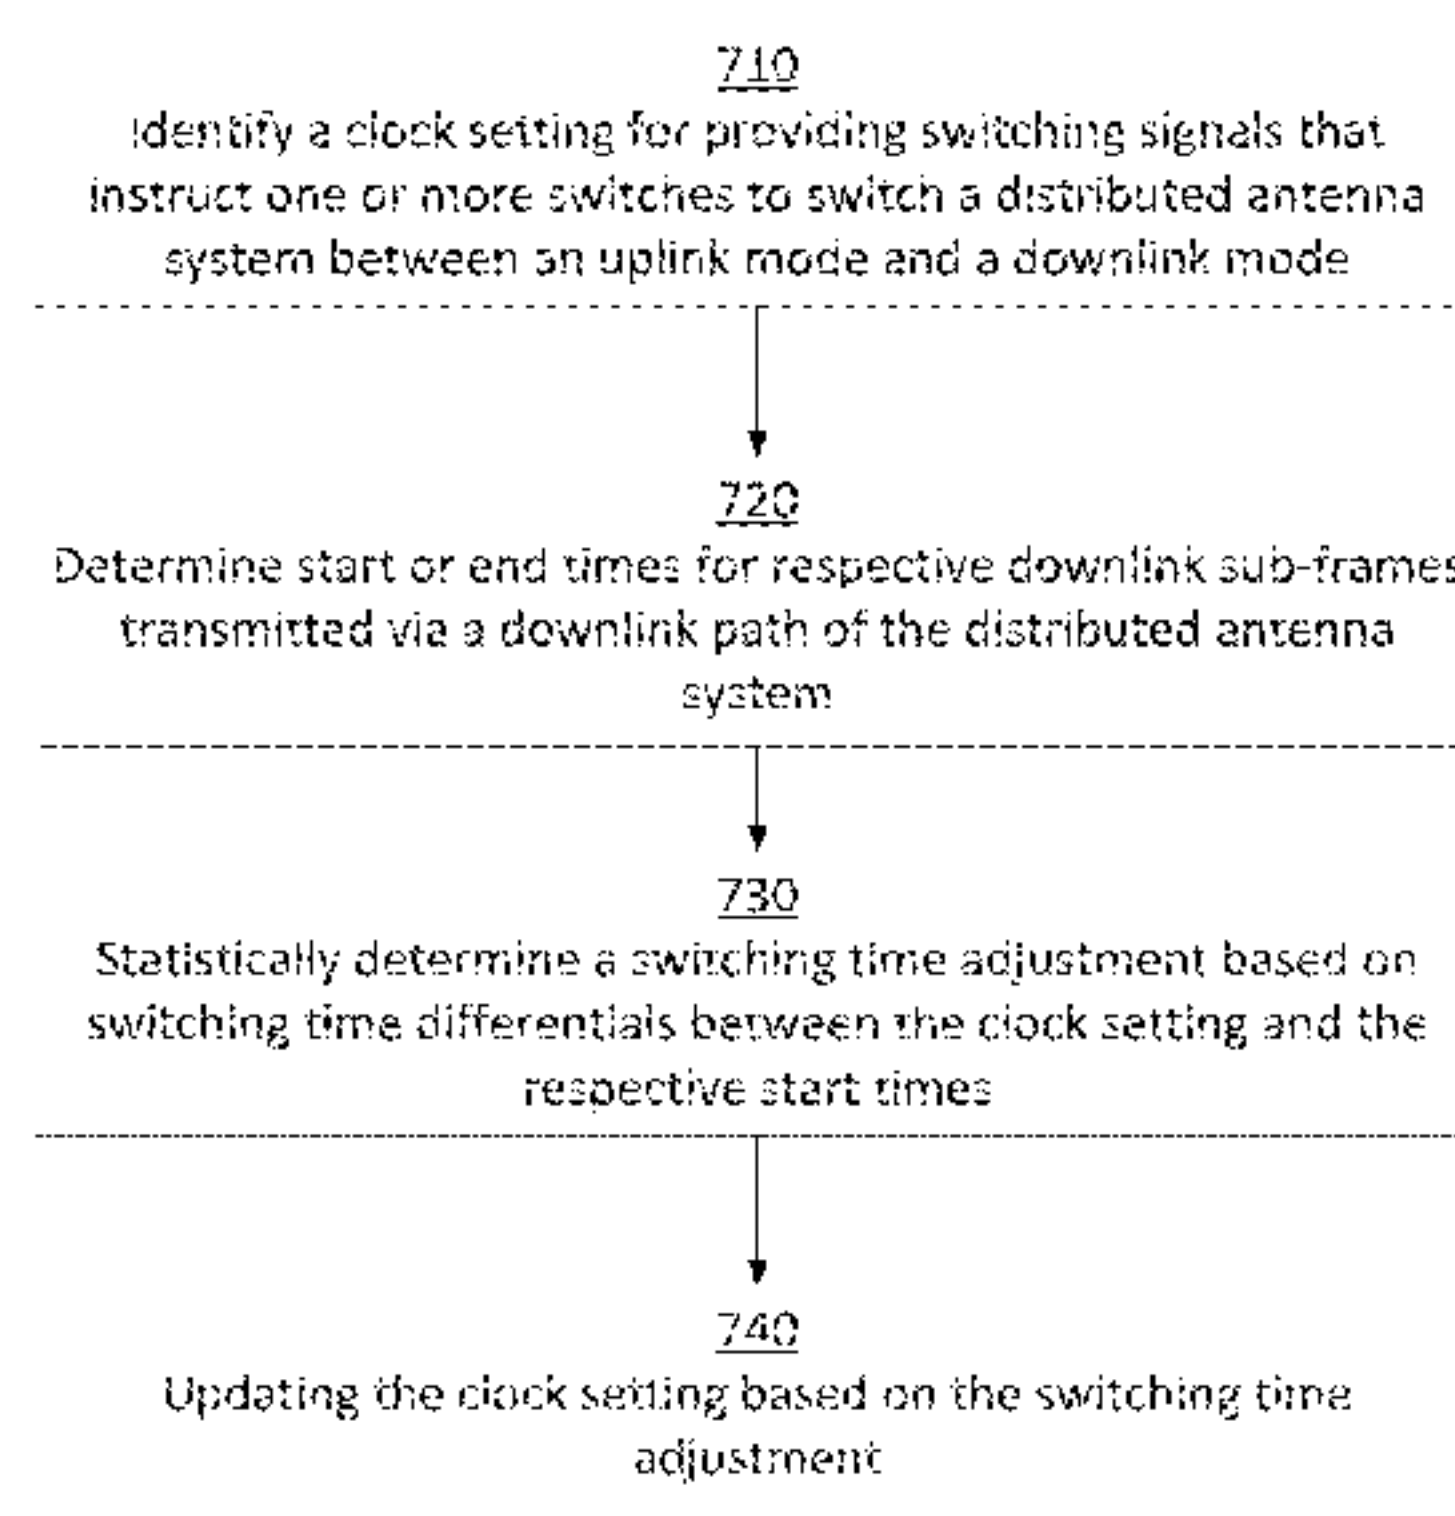 710
Identify a clock setting for providing switching signals that
instruct one or more switches to switch a distributed antenna
system between an uplink mode and a downlink mode
720
Determine start or end times for respective downlink sub-frames
transmitted via a downlink path of the distributed antenna
system
730
Statistically determine a switching time adjustment based on
switching time differentials between the clock setting and the
respective start times
740
Updating the clock setting based on the switching time
adjustment